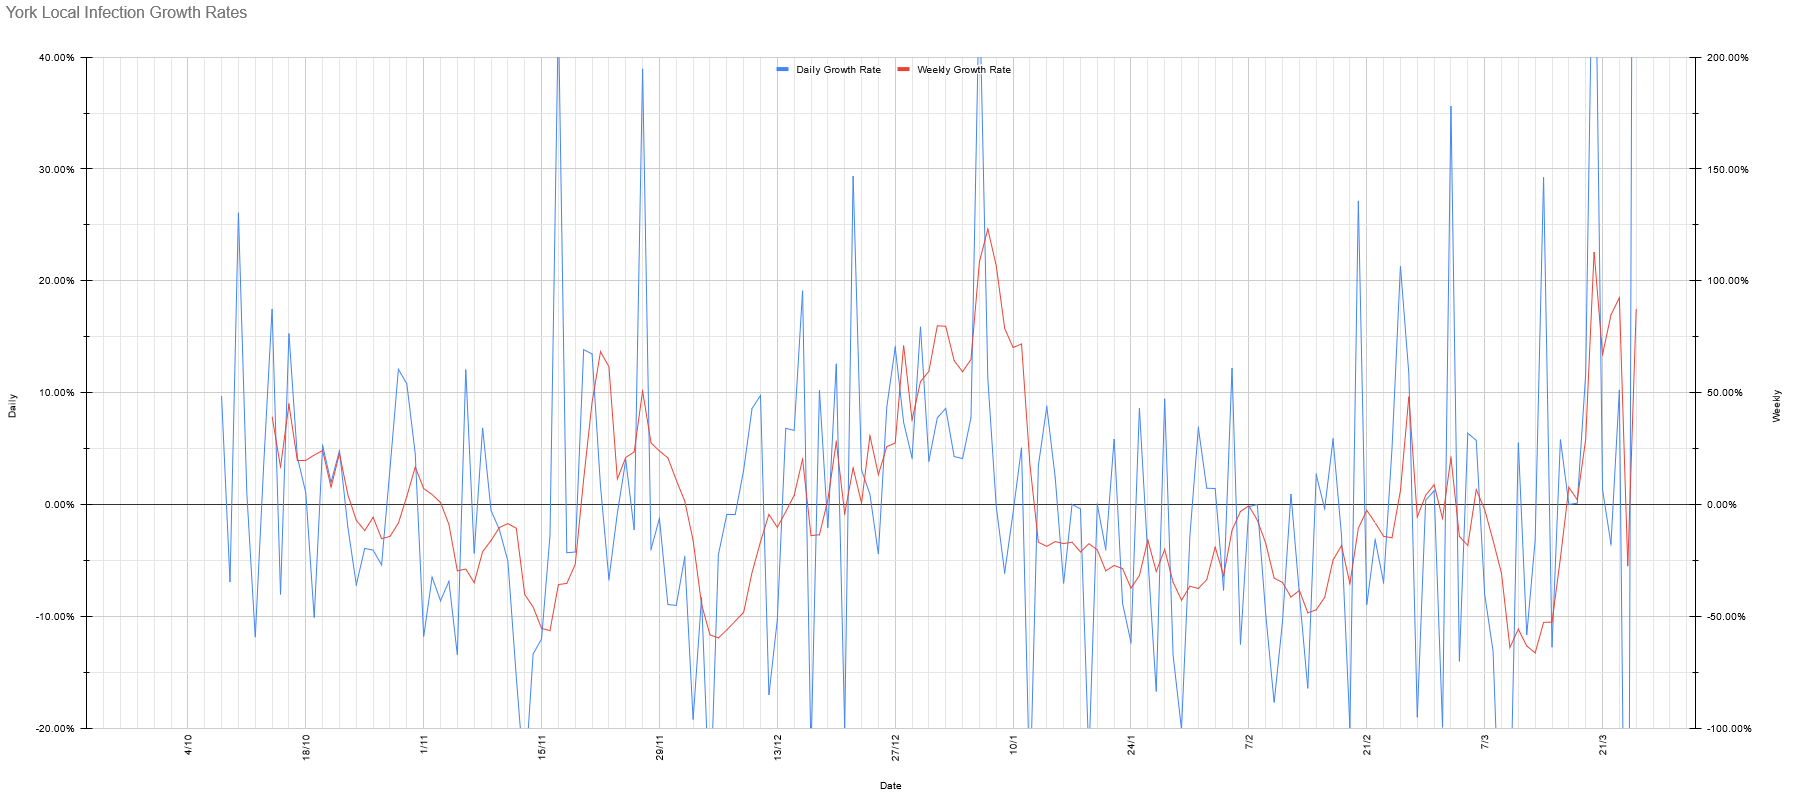 York Local Infection Growth Rates
Daily Growth Rate Weekly Growth Rate
40.00%
30.00%
20.00%
10.00%
0.00%
-10.00%
-20.00%
Daily
200.00%
150.00%
100.00%
50.00%
0.00%
-50.00%
-100.00%
Weekly
4/10 18/10 1/11 15/11 29/11 13/12 27/12 10/1 24/1 7/2 21/2 7/3 21/3
Date